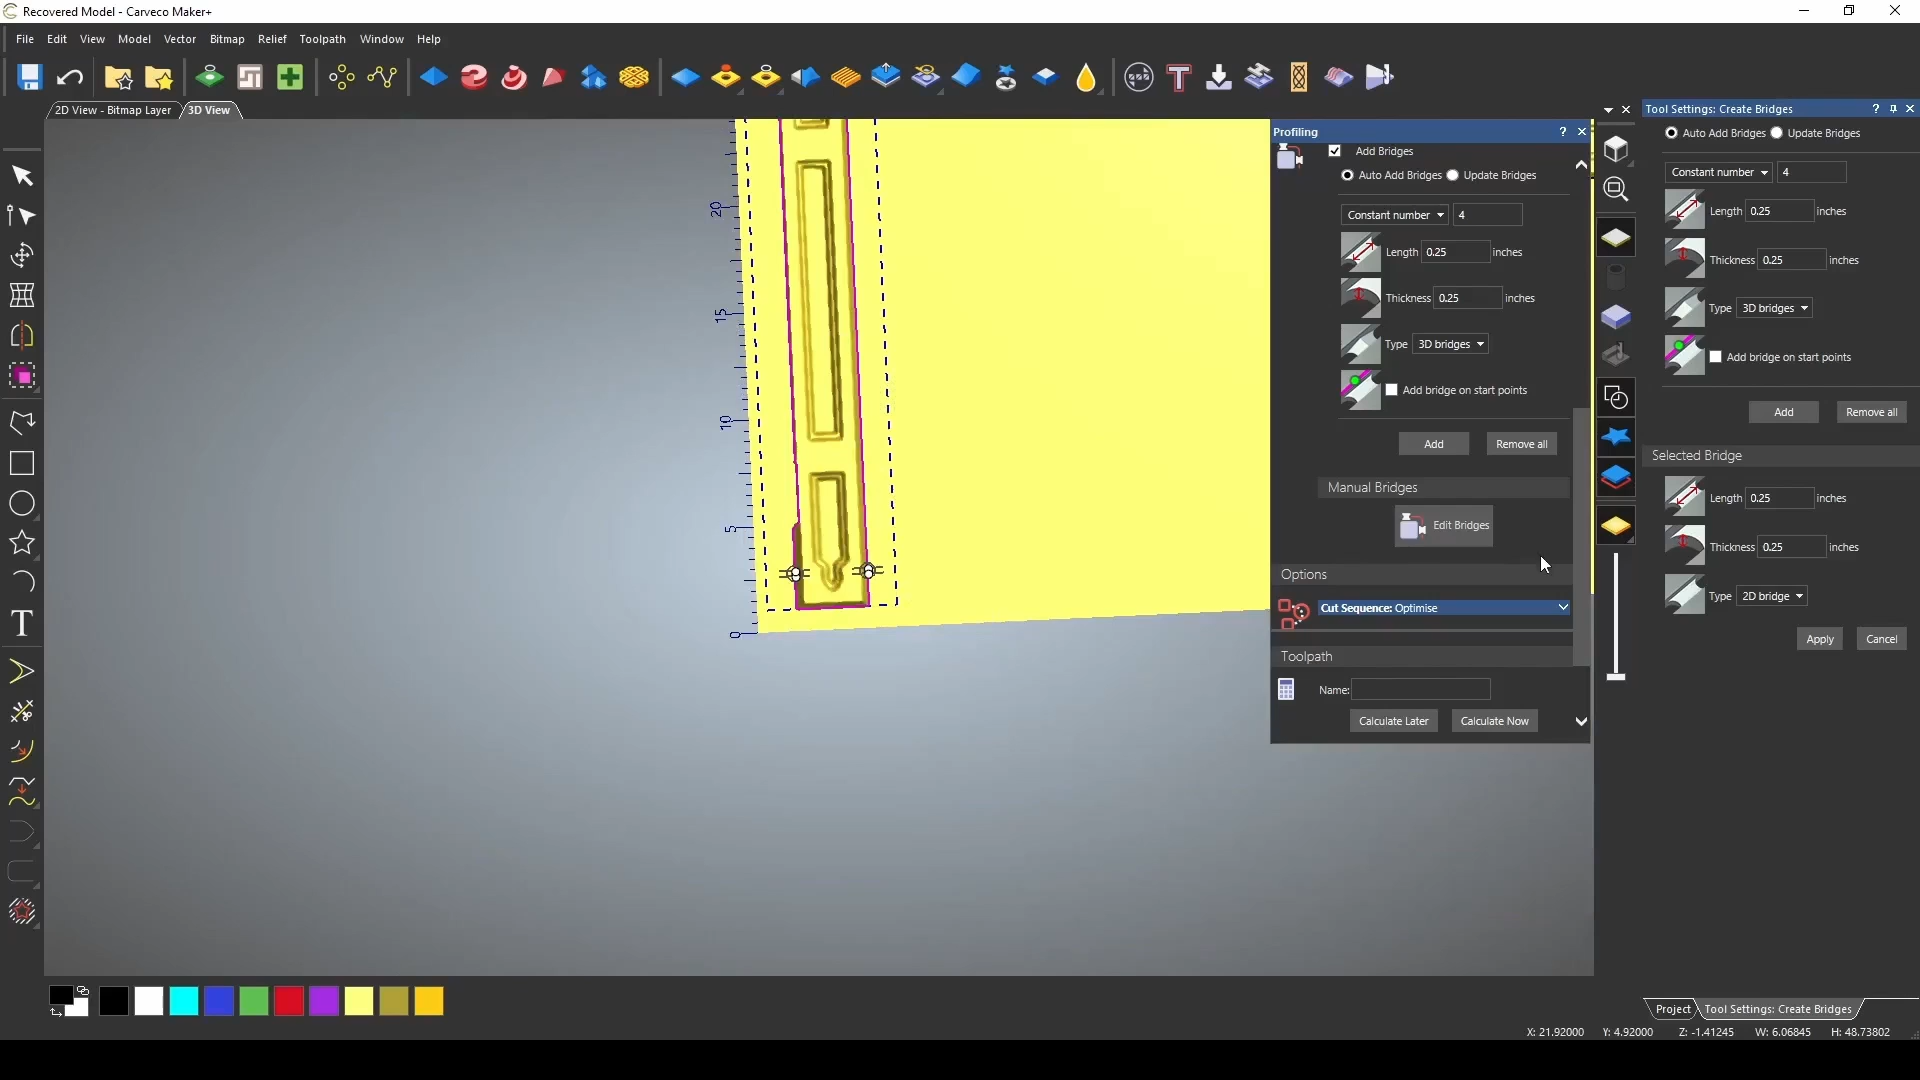 Recovered Model - Carveco Maker+
File Edit View Model Vector Bitmap Relief Toolpath Window Help
2D View - Bitmap Layer 3D View
Profiling ?
Add Bridges
Auto Add Bridges Update Bridges
Constant number 4
Length 0.25 inches
Thickness 0.25 inches
Type 3D bridges
Add bridge on start points
Add Remove all
Manual Bridges
Edit Bridges
Options
Cut Sequence: Optimise
Toolpath
Name:
Calculate Later Calculate Now
Tool Settings: Create Bridges ?
Auto Add Bridges Update Bridges
Constant number 4
Length 0.25 inches
Thickness 0.25 inches
Type 3D bridges
Add bridge on start points
Add Remove all
Selected Bridge
Length 0.25 inches
Thickness 0.25 inches
Type 2D bridge
Apply Cancel
20
15
10
5
0
Project Tool Settings: Create Bridges
X: 21.92000 Y: 4.92000 Z: -1.41245 W: 6.06845 H: 48.73802